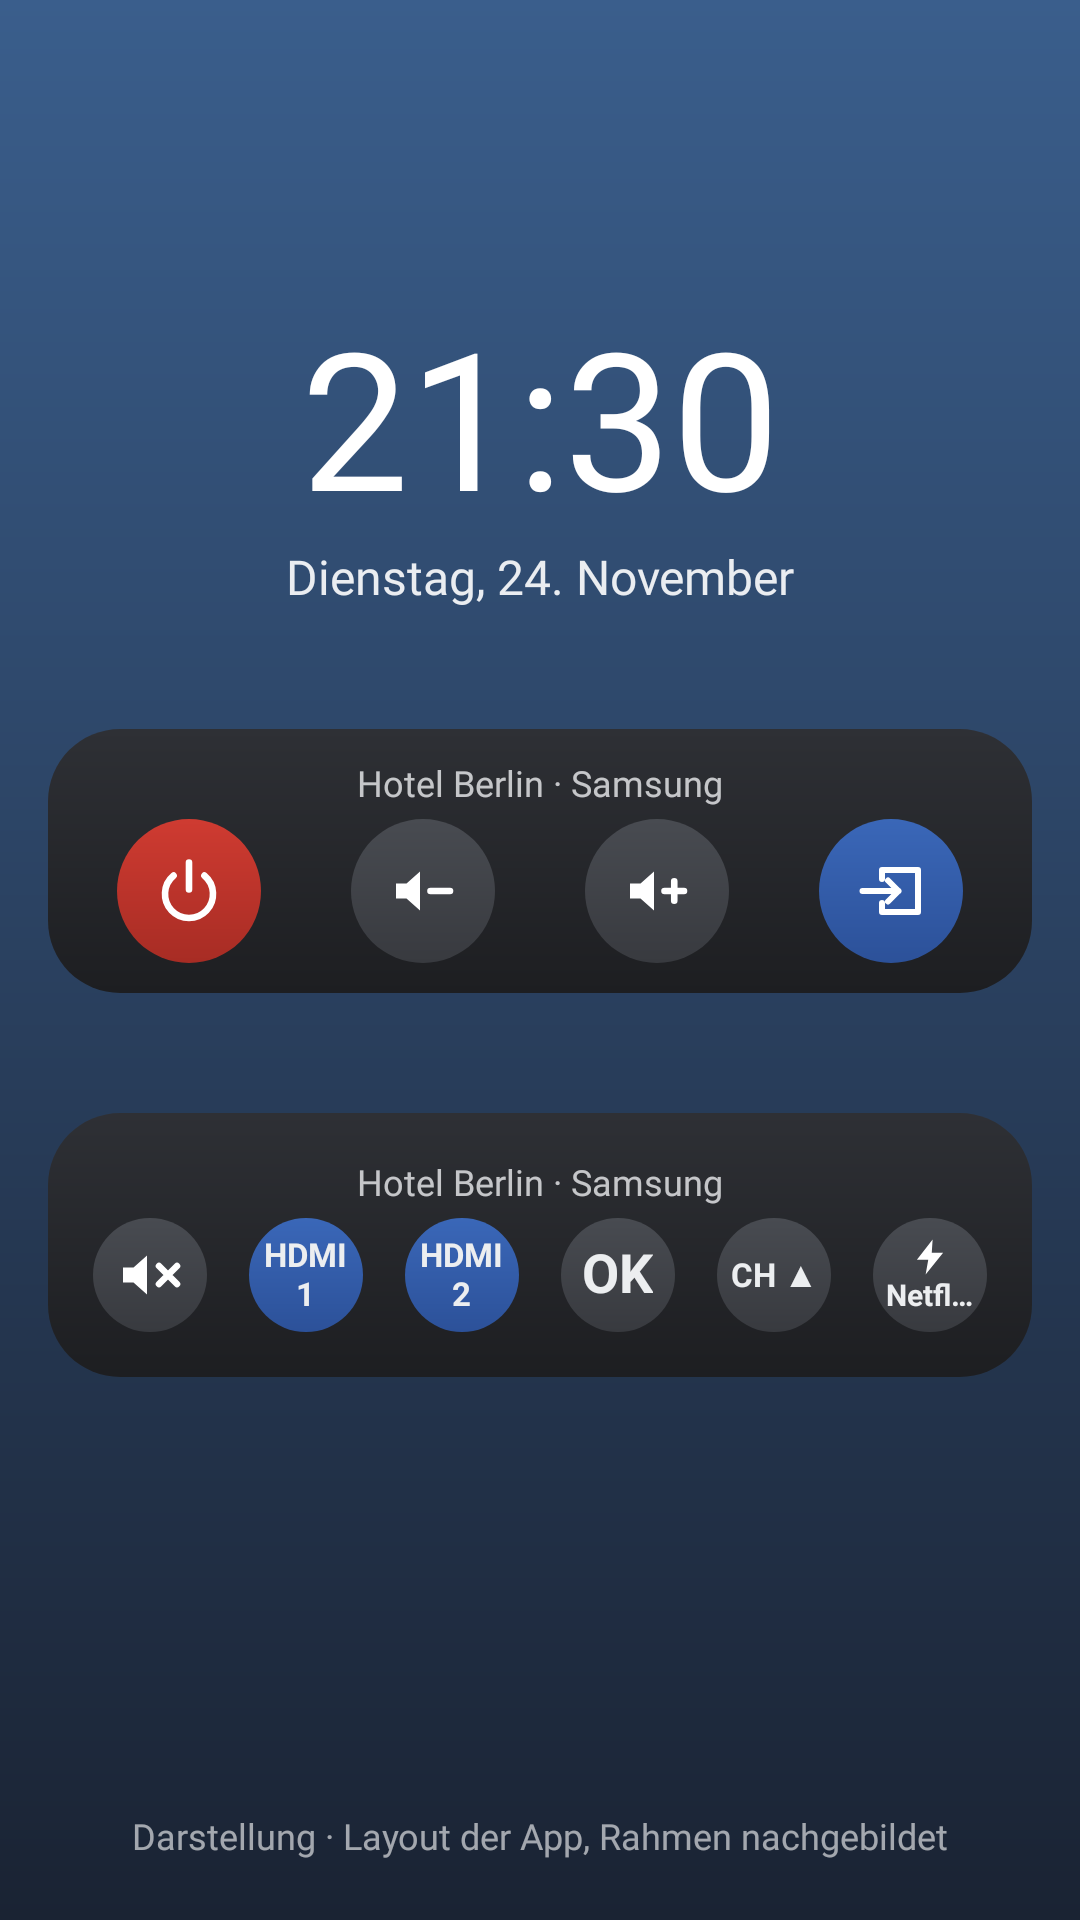 21:30
Dienstag, 24. November
Hotel Berlin · Samsung
Hotel Berlin · Samsung
HDMI HDMI OK CH ▲ Netfl...
1 2
Darstellung · Layout der App, Rahmen nachgebildet